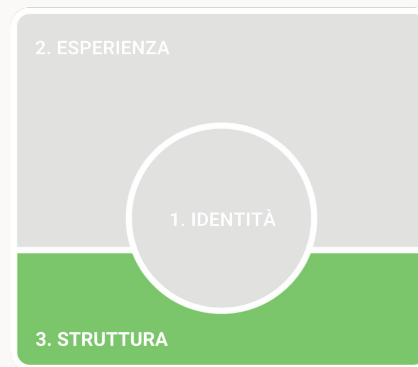 2. ESPERIENZA
1. IDENTITÀ
3. STRUTTURA